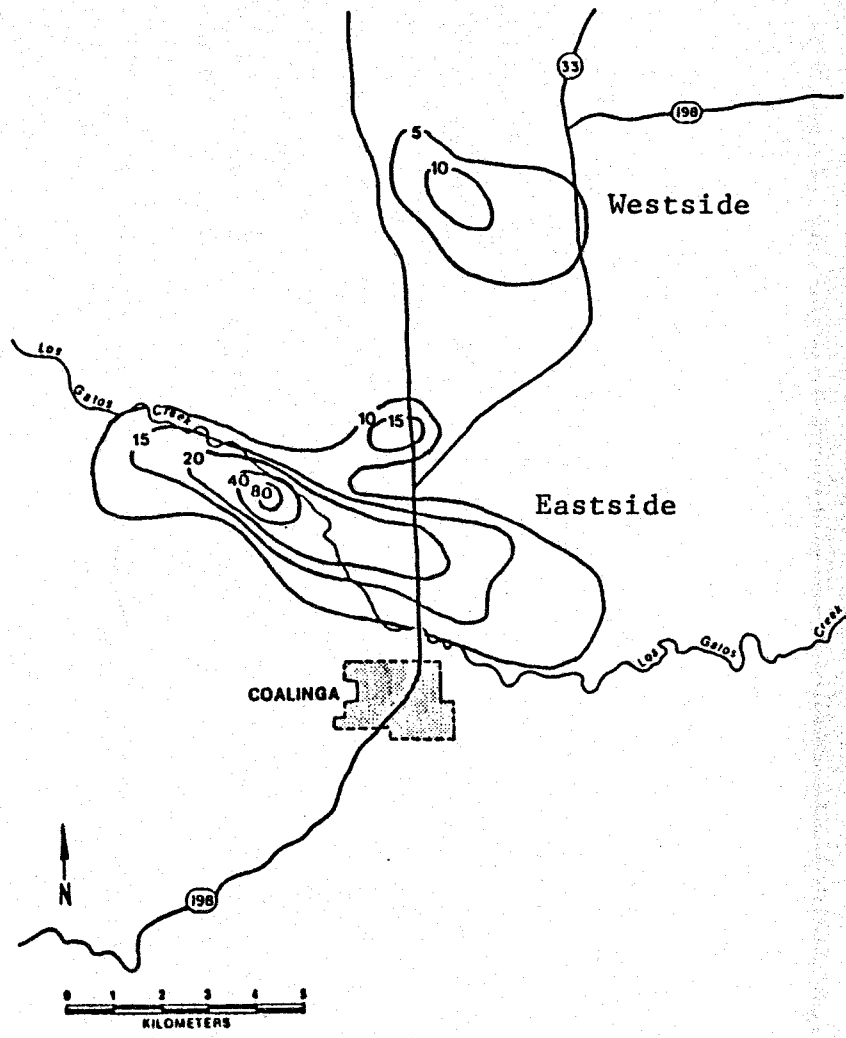 33
198
5
10
Westside
Los
Gatos
Creek
10
15
15
20
40
80
Eastside
Los
Gatos
Creek
COALINGA
N
198
0 1 2 3 4 5
KILOMETERS